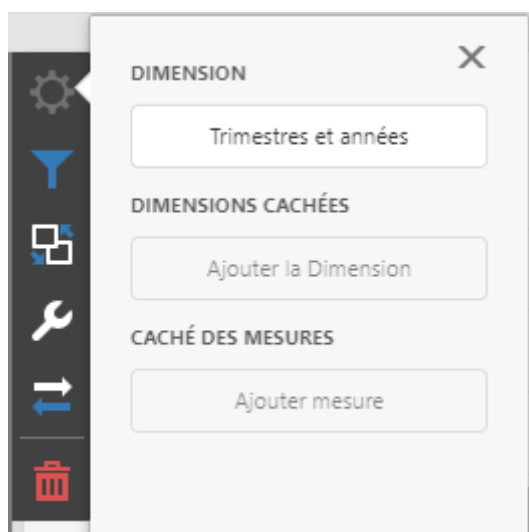 DIMENSION
Trimestres et années
DIMENSIONS CACHÉES
Ajouter la Dimension
CACHÉ DES MESURES
Ajouter mesure